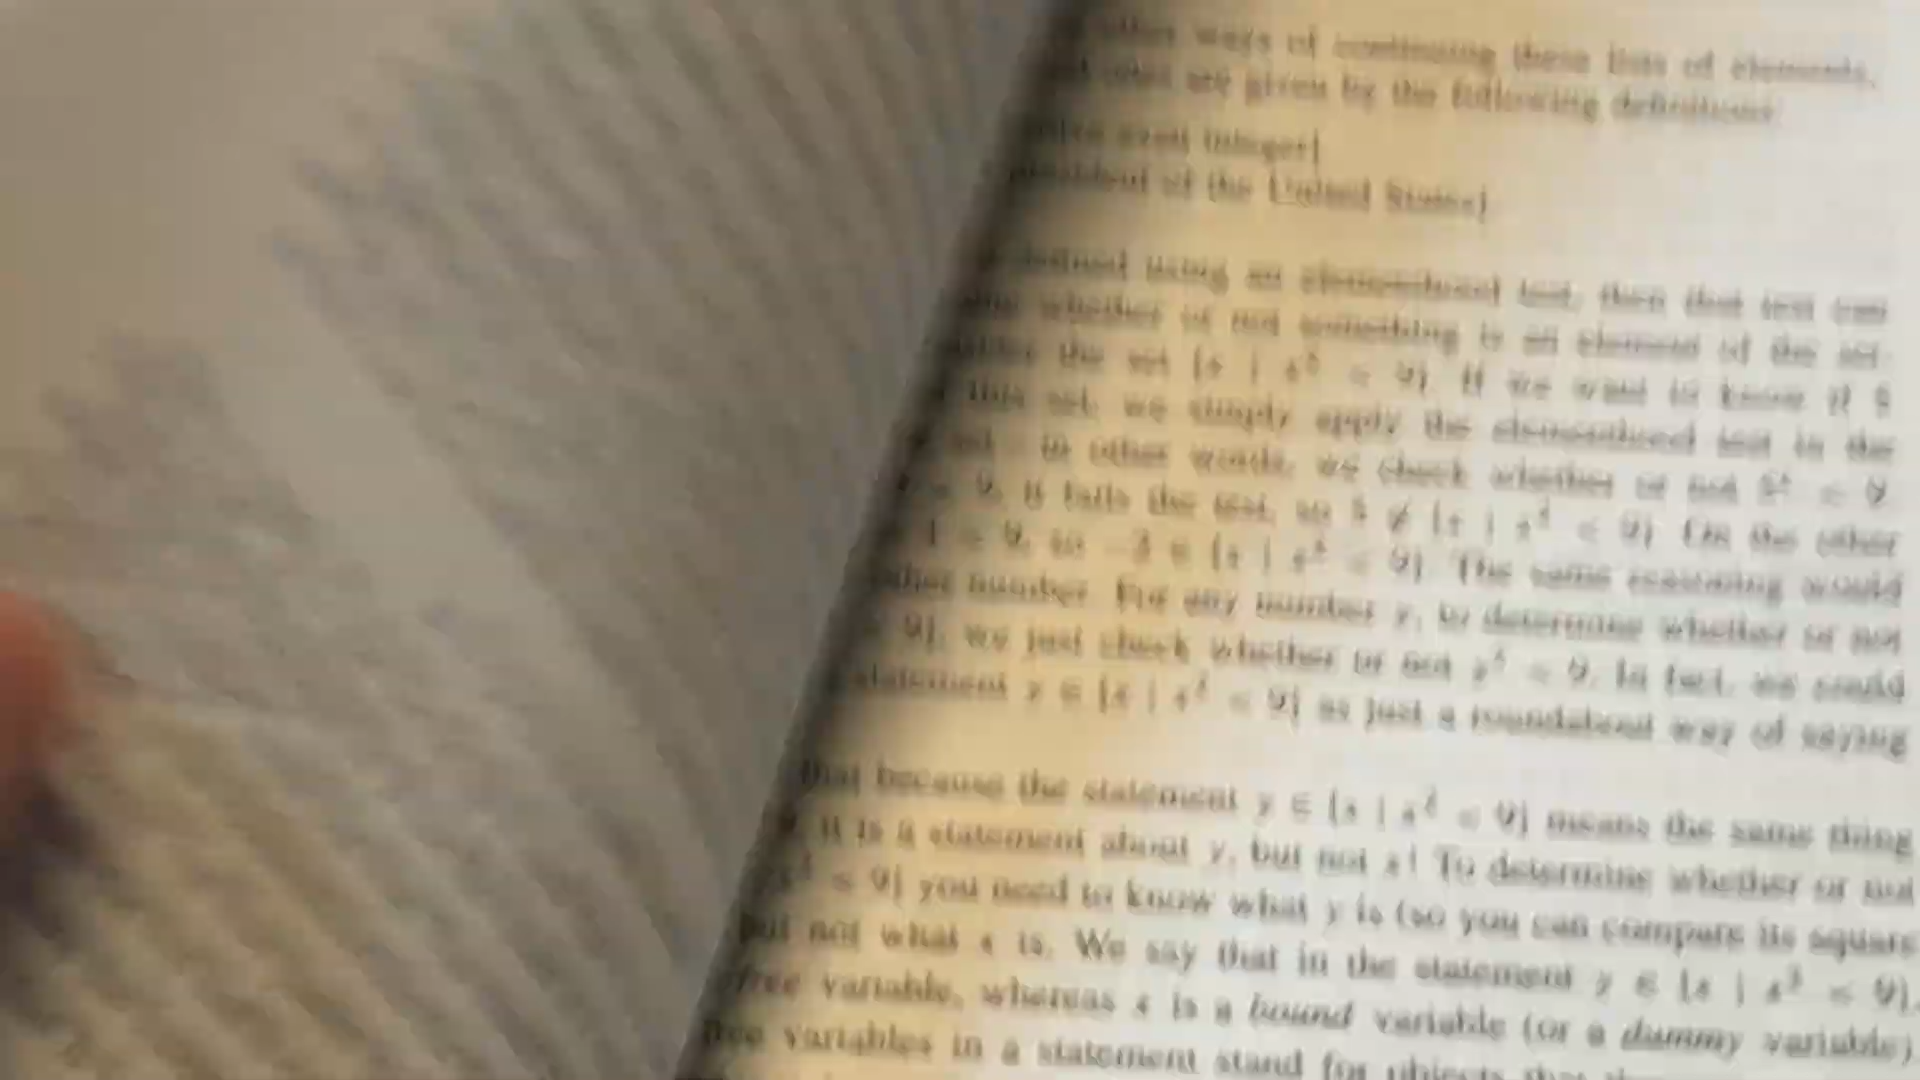 other ways of continuing these lists of elements,
are given by the following definitions:
even integer}
president of the United States}
defined using an elementhood test, then that test can
whether or not something is an element of the set.
the set {x | x² < 9}. If we want to know if 5
this set, we simply apply the elementhood test in the
in other words, we check whether or not 5² < 9.
9, it fails the test, so 5 ∉ {x | x² < 9}. On the other
< 9, so −2 ∈ {x | x² < 9}. The same reasoning would
other number. For any number y, to determine whether or not
< 9}, we just check whether or not y² < 9. In fact, we could
statement y ∈ {x | x² < 9} as just a roundabout way of saying
that because the statement y ∈ {x | x² < 9} means the same thing
it is a statement about y, but not x! To determine whether or not
x² < 9} you need to know what y is (so you can compare its square
but not what x is. We say that in the statement y ∈ {x | x² < 9},
free variable, whereas x is a bound variable (or a dummy variable)
free variables in a statement stand for objects that